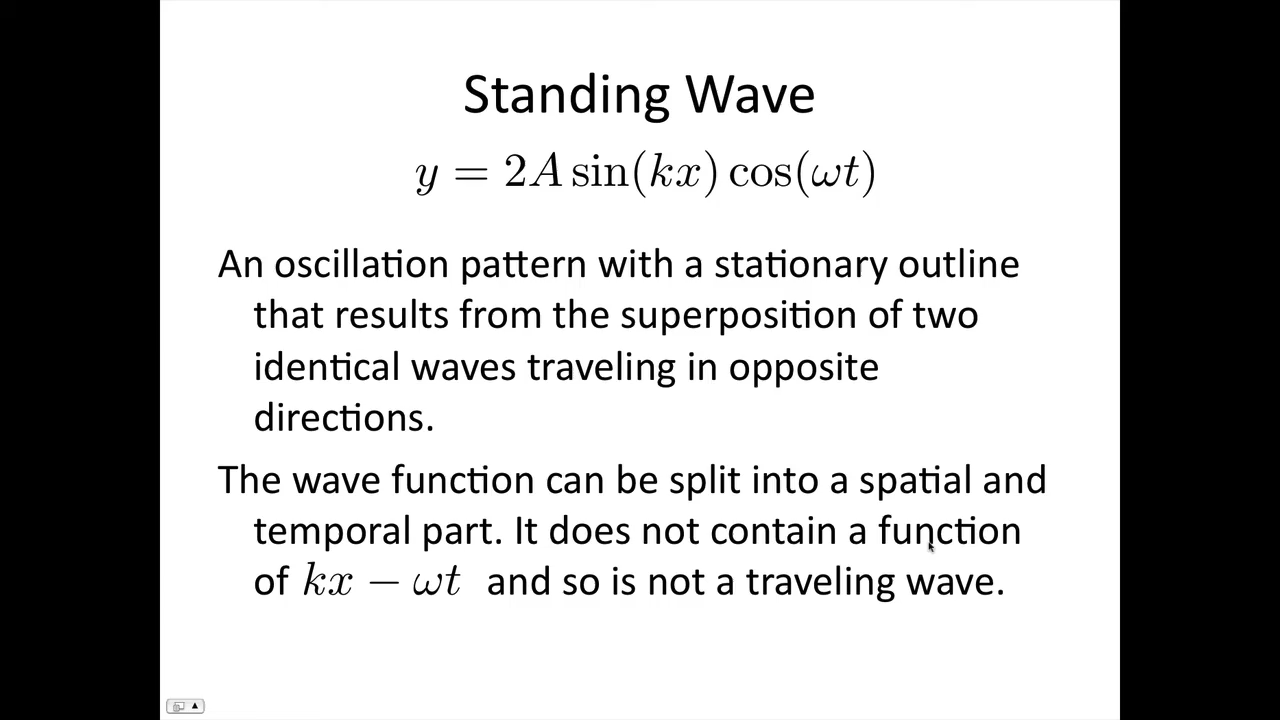 Standing Wave
y = 2A sin(kx) cos(ωt)
An oscillation pattern with a stationary outline
that results from the superposition of two
identical waves traveling in opposite
directions.
The wave function can be split into a spatial and
temporal part. It does not contain a function
of kx − ωt and so is not a traveling wave.